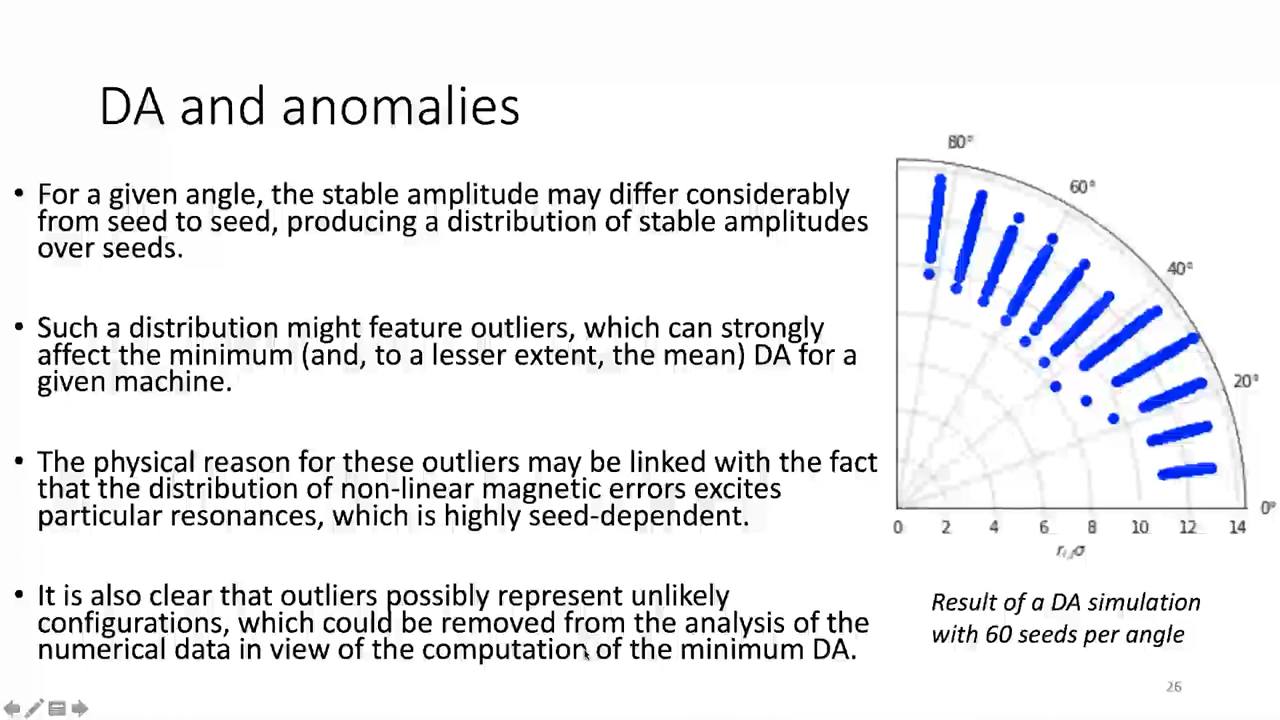 DA and anomalies
• For a given angle, the stable amplitude may differ considerably
from seed to seed, producing a distribution of stable amplitudes
over seeds.
• Such a distribution might feature outliers, which can strongly
affect the minimum (and, to a lesser extent, the mean) DA for a
given machine.
• The physical reason for these outliers may be linked with the fact
that the distribution of non-linear magnetic errors excites
particular resonances, which is highly seed-dependent.
• It is also clear that outliers possibly represent unlikely
configurations, which could be removed from the analysis of the
numerical data in view of the computation of the minimum DA.
80°
60°
40°
20°
0°
0 2 4 6 8 10 12 14
Result of a DA simulation
with 60 seeds per angle
26